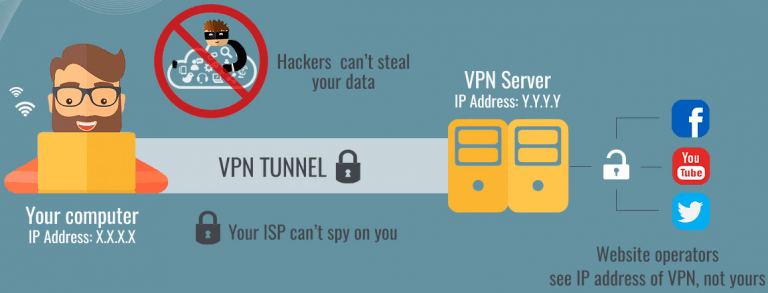 Hackers can't steal
your data
VPN Server
IP Address: Y.Y.Y.Y
f
You
Tube
VPN TUNNEL
Your computer
IP Address: X.X.X.X
Your ISP can't spy on you
Website operators
see IP address of VPN, not yours